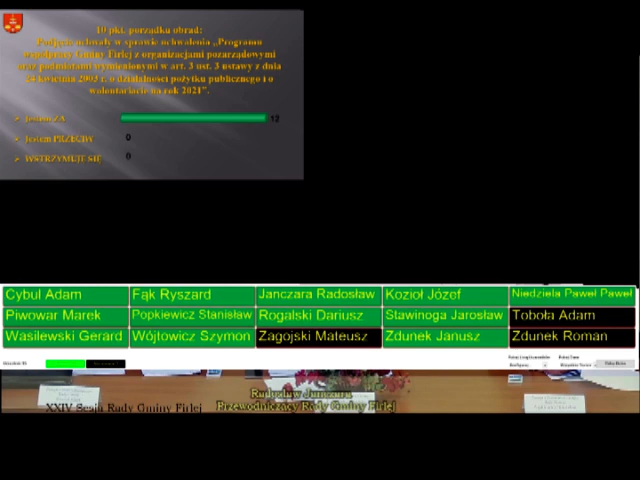 10 pkt. porządku obrad:
Podjęcie uchwały w sprawie uchwalenia „Programu
współpracy Gminy Firlej z organizacjami pozarządowymi
oraz podmiotami wymienionymi w art. 3 ust. 3 ustawy z dnia
24 kwietnia 2003 r. o działalności pożytku publicznego i o
wolontariacie na rok 2021".
Jestem ZA 12
Jestem PRZECIW 0
WSTRZYMUJĘ SIĘ 0
Cybul Adam Fąk Ryszard Janczara Radosław Kozioł Józef Niedziela Paweł Paweł
Piwowar Marek Popkiewicz Stanisław Rogalski Dariusz Stawinoga Jarosław Toboła Adam
Wasilewski Gerard Wójtowicz Szymon Zagojski Mateusz Zdunek Janusz Zdunek Roman
Radosław Janczara
XXIV Sesja Rady Gminy Firlej Przewodniczący Rady Gminy Firlej